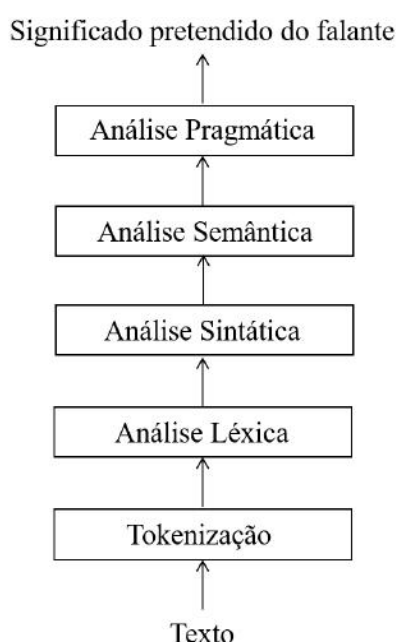 Significado pretendido do falante
Análise Pragmática
Análise Semântica
Análise Sintática
Análise Léxica
Tokenização
Texto